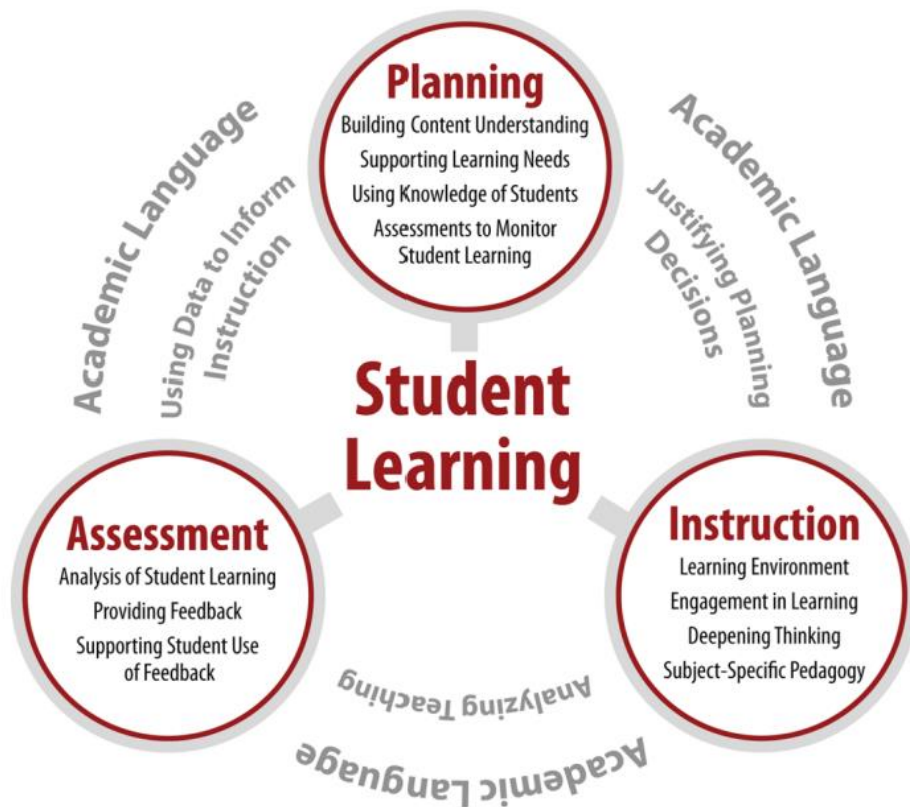 Planning
Building Content Understanding
Supporting Learning Needs
Using Knowledge of Students
Assessments to Monitor
Student Learning
Academic Language
Justifying Planning
Decisions
Instruction
Learning Environment
Engagement in Learning
Deepening Thinking
Subject-Specific Pedagogy
Analyzing Teaching
Academic Language
Assessment
Analysis of Student Learning
Providing Feedback
Supporting Student Use
of Feedback
Academic Language
Using Data to Inform
Instruction
Student
Learning